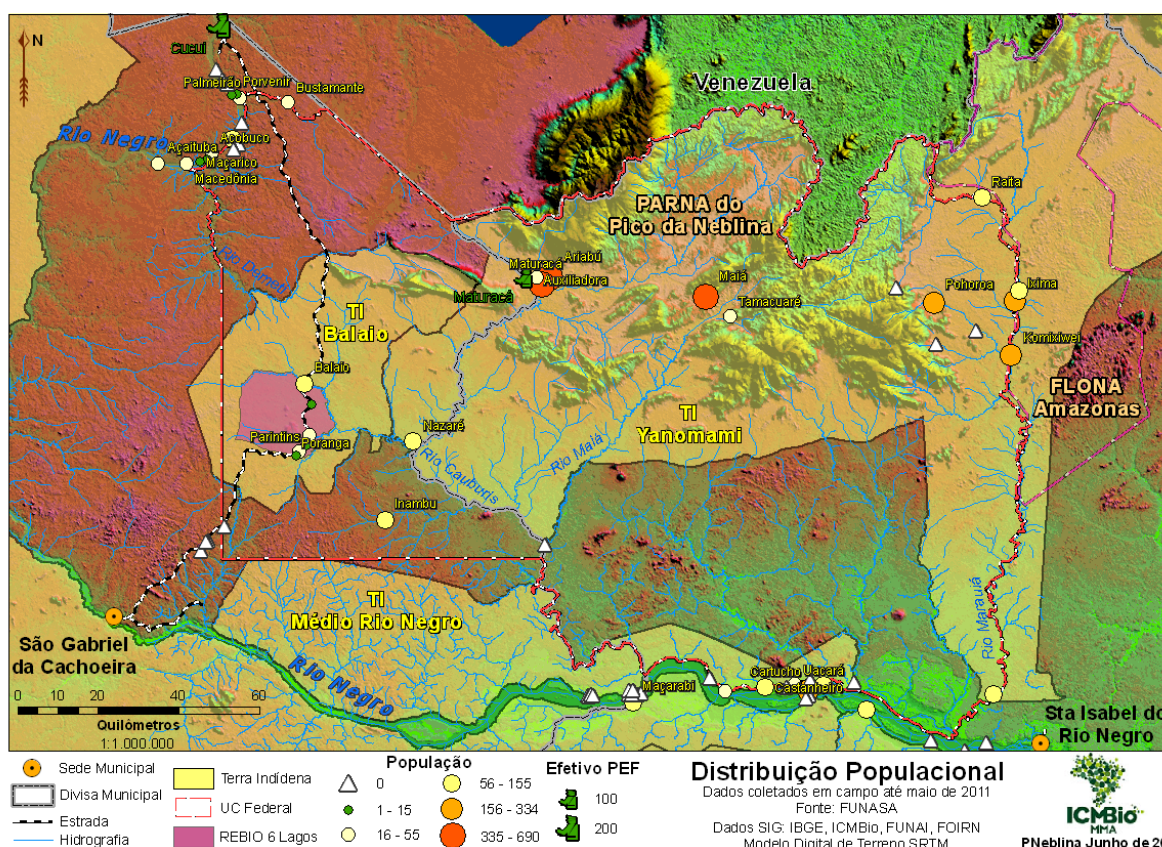 N
Cucui
Palmeirão
Porvenir
Bustamante
Venezuela
Rio Negro
Açaituba
Acobuco
Maçarico
Macedônia
Raita
PARNA do
Pico da Neblina
Rio Demeti
Maturacá
Ariabú
Auxiliadora
Maturacá
Maiá
Tamacuaré
Pohoroa
Ixima
Komixiwei
TI
Balaio
Balaio
FLONA
Amazonas
TI
Yanomami
Parintins
Poranga
Nazaré
Rio Cauburis
Rio Maiá
Inambu
TI
Médio Rio Negro
Rio Marauiá
São Gabriel
da Cachoeira
Rio Negro
Maçarabi
Cartucho
Uacará
Castanheiro
Sta Isabel do
Rio Negro
0 10 20 40 60
Quilômetros
1:1.000.000
Sede Municipal
Divisa Municipal
Estrada
Hidrografia
Terra Indídena
UC Federal
REBIO 6 Lagos
População
0
1 - 15
16 - 55
56 - 155
156 - 334
335 - 690
Efetivo PEF
100
200
Distribuição Populacional
Dados coletados em campo até maio de 2011
Fonte: FUNASA
Dados SIG: IBGE, ICMBio, FUNAI, FOIRN
Modelo Digital de Terreno SRTM
ICMBio
MMA
PNeblina Junho de 20